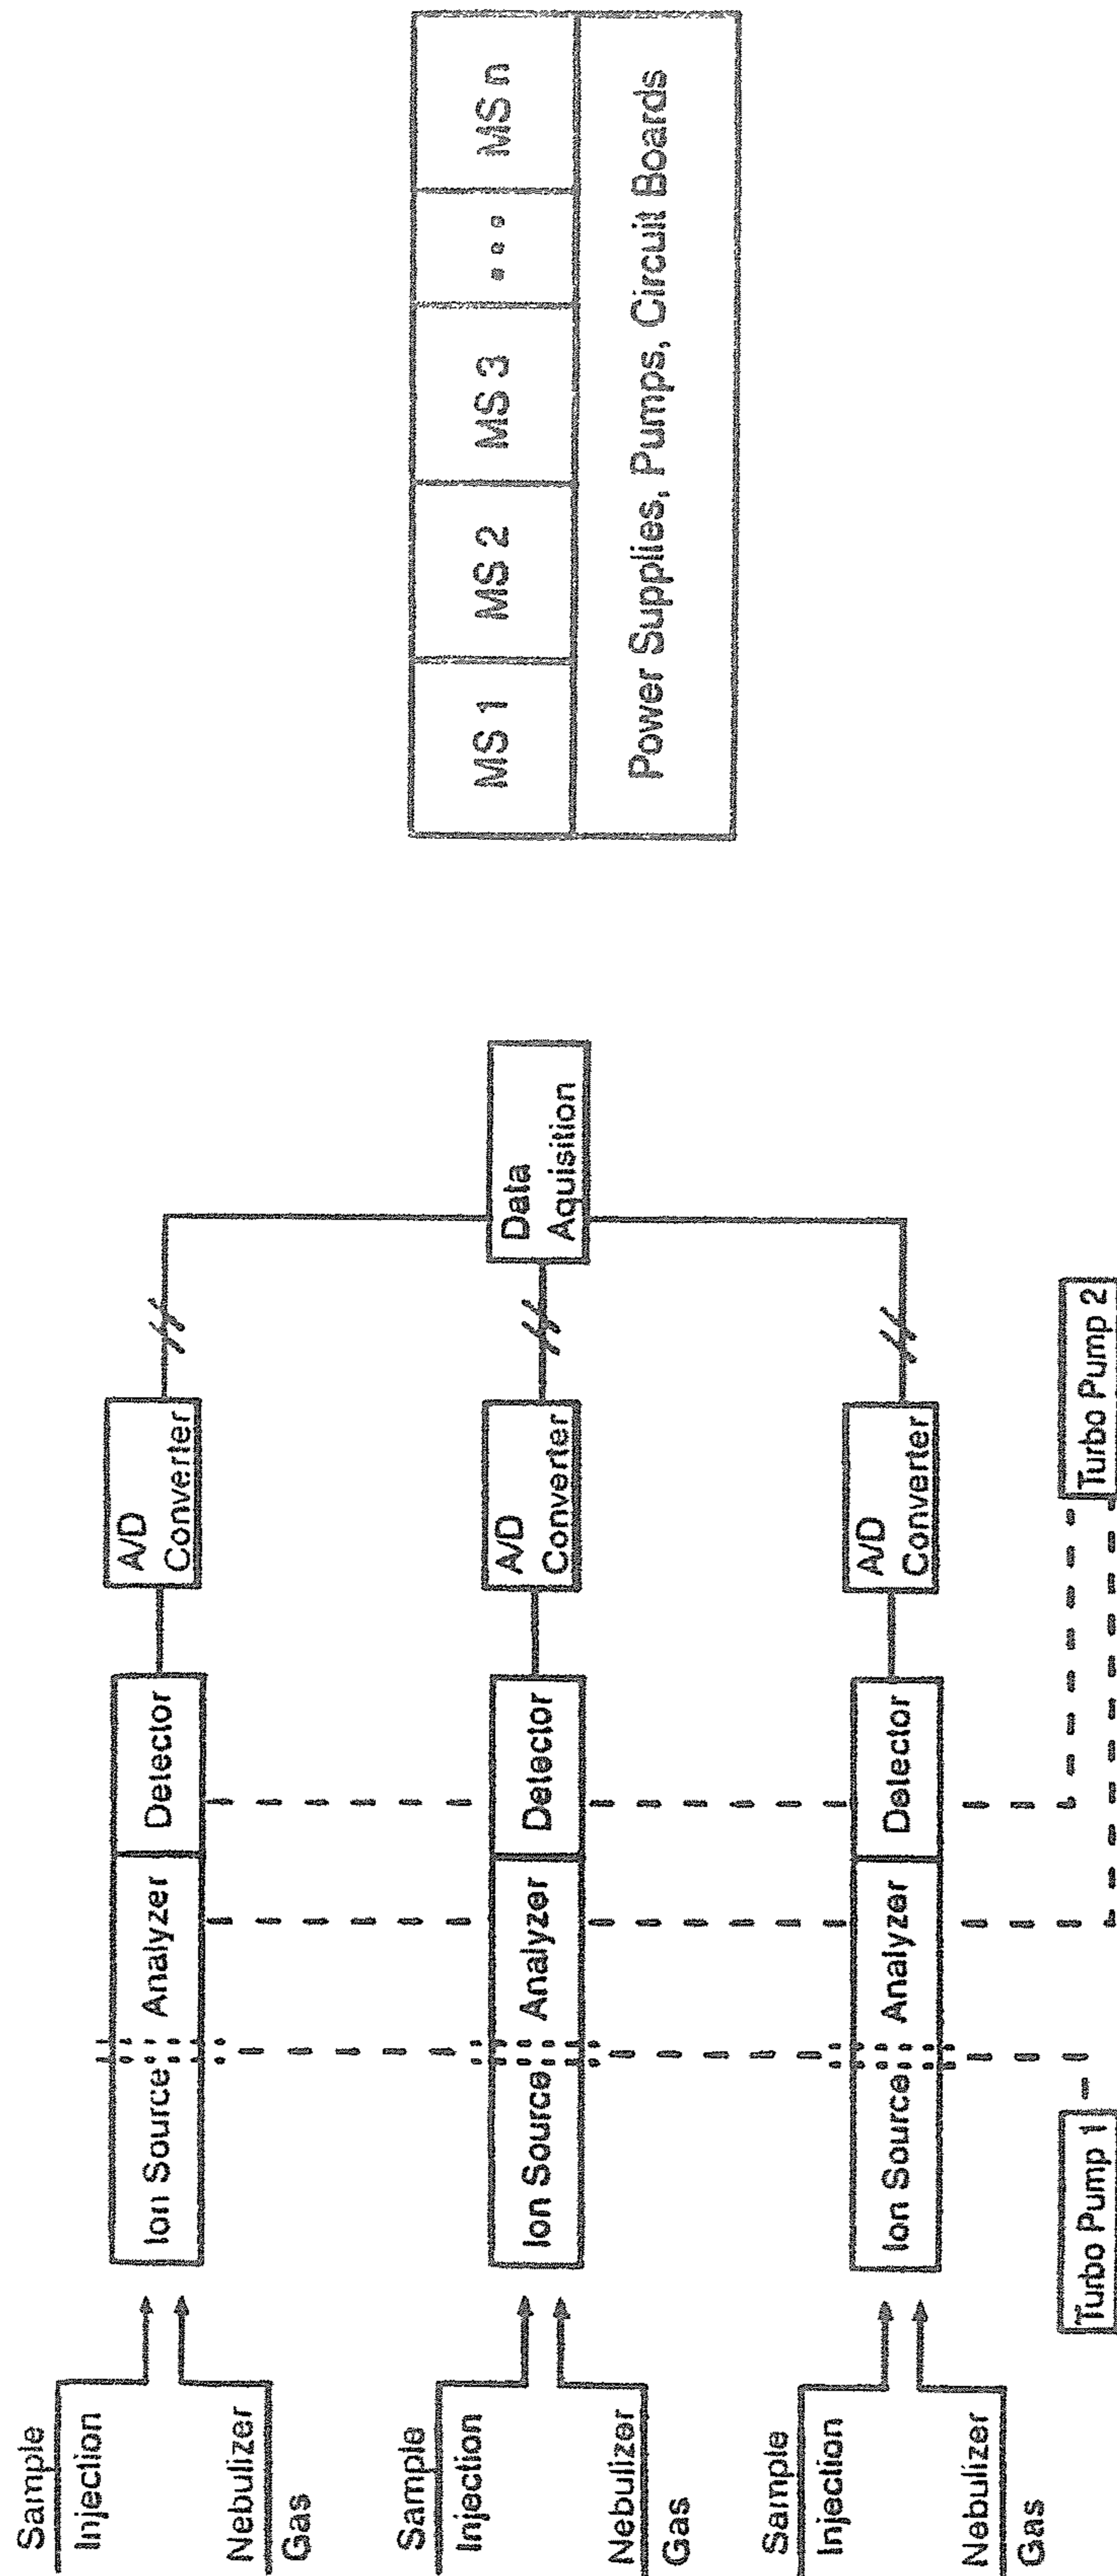 Sample
Injection
Nebulizer
Gas
Ion Source
Analyzer
Detector
A/D
Converter
Sample
Injection
Nebulizer
Gas
Ion Source
Analyzer
Detector
A/D
Converter
Data
Aquisition
Sample
Injection
Nebulizer
Gas
Ion Source
Analyzer
Detector
A/D
Converter
Turbo Pump 1
Turbo Pump 2
MS 1
MS 2
MS 3
...
MS n
Power Supplies, Pumps, Circuit Boards